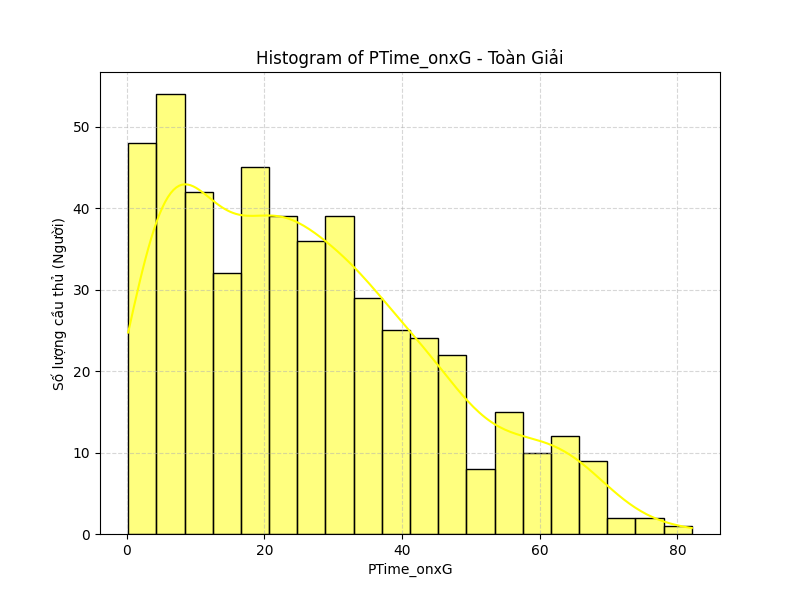 Histogram of PTime_onxG - Toàn Giải
Số lượng cầu thủ (Người)
50
40
30
20
10
0
0 20 40 60 80
PTime_onxG